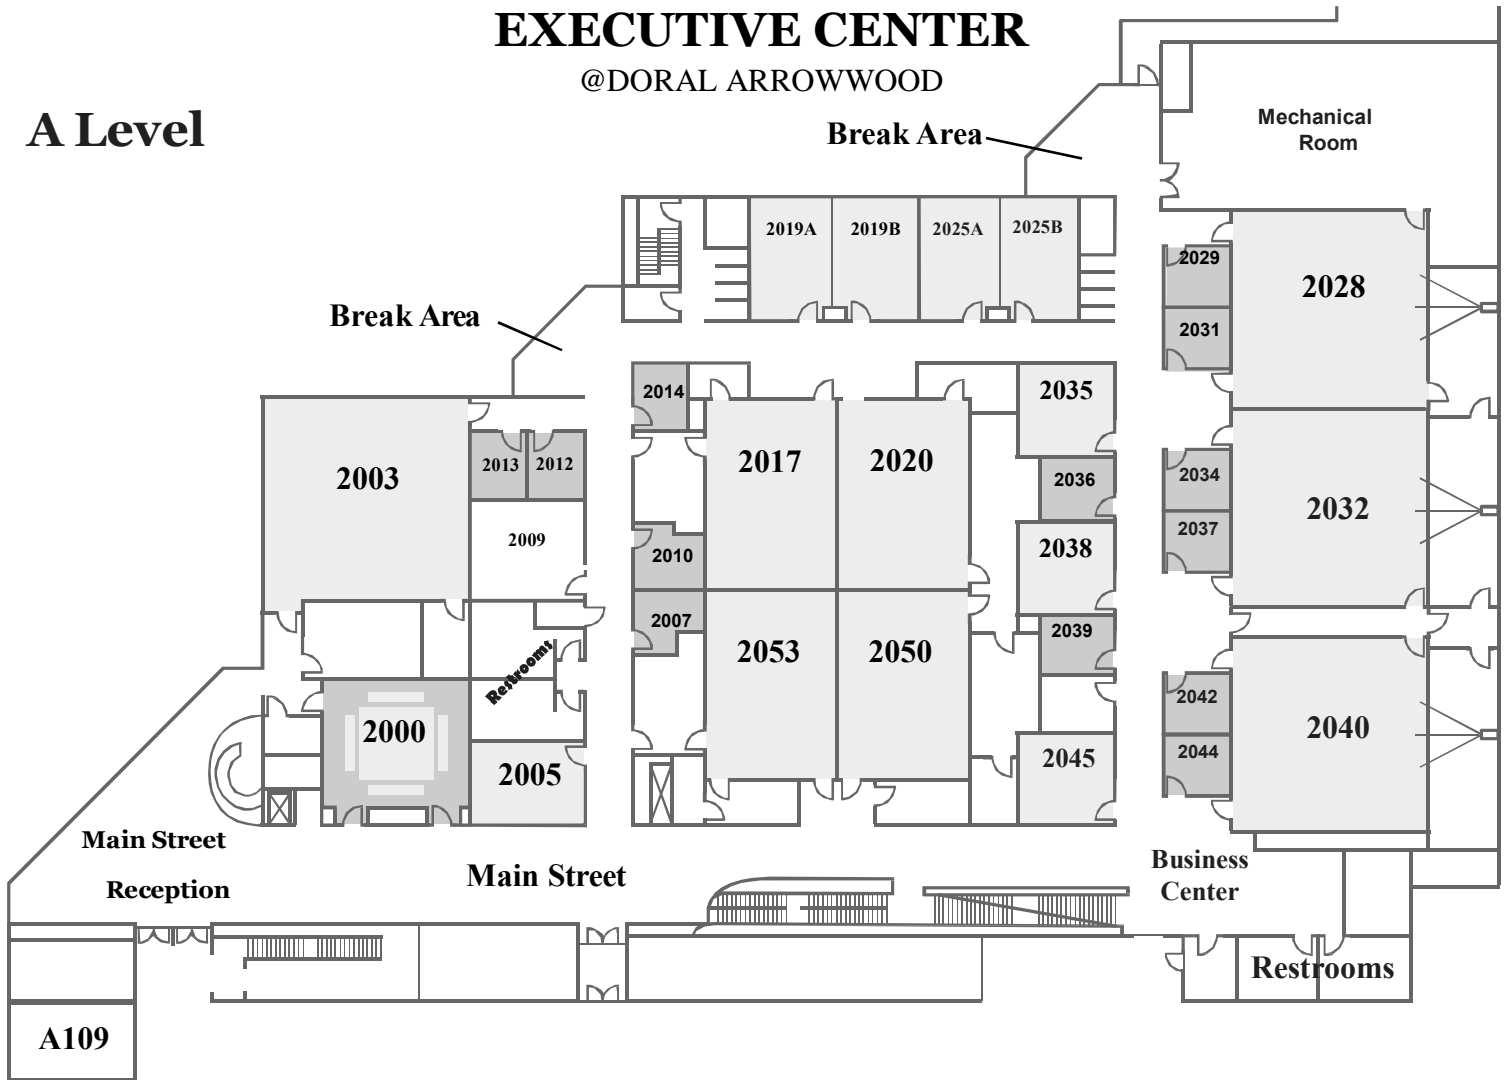 EXECUTIVE CENTER
@DORAL ARROWWOOD
A Level
Break Area
Mechanical
Room
2019A
2019B
2025A
2025B
2029
2028
2031
Break Area
2014
2035
2003
2013
2012
2017
2020
2036
2034
2032
2009
2010
2038
2037
2007
2039
Restrooms
2053
2050
2000
2005
2045
2042
2044
2040
Main Street
Reception
Main Street
Business
Center
Restrooms
A109